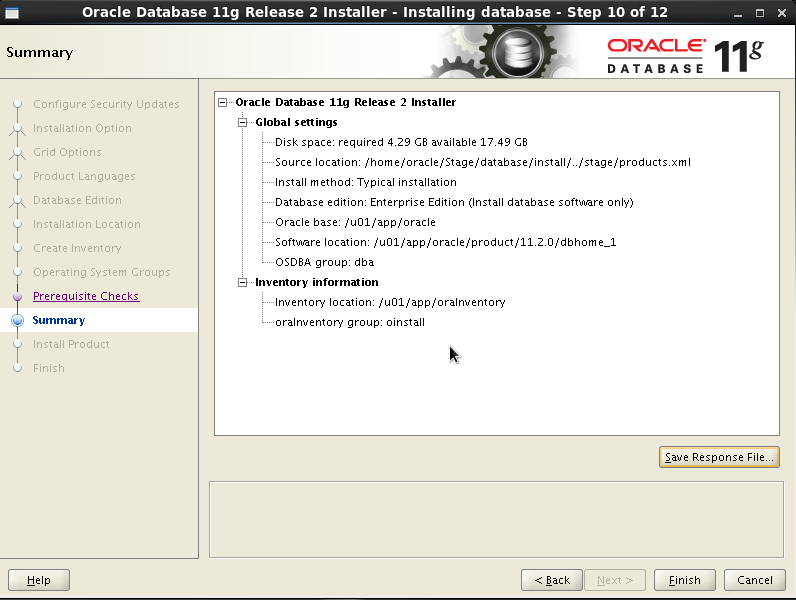 Oracle Database 11g Release 2 Installer - Installing database - Step 10 of 12
Summary
ORACLE
DATABASE
11g
Configure Security Updates
Installation Option
Grid Options
Product Languages
Database Edition
Installation Location
Create Inventory
Operating System Groups
Prerequisite Checks
Summary
Install Product
Finish
Oracle Database 11g Release 2 Installer
Global settings
Disk space: required 4.29 GB available 17.49 GB
Source location: /home/oracle/Stage/database/install/../stage/products.xml
Install method: Typical installation
Database edition: Enterprise Edition (Install database software only)
Oracle base: /u01/app/oracle
Software location: /u01/app/oracle/product/11.2.0/dbhome_1
OSDBA group: dba
Inventory information
Inventory location: /u01/app/oraInventory
oraInventory group: oinstall
Save Response File...
Help
< Back
Next >
Finish
Cancel